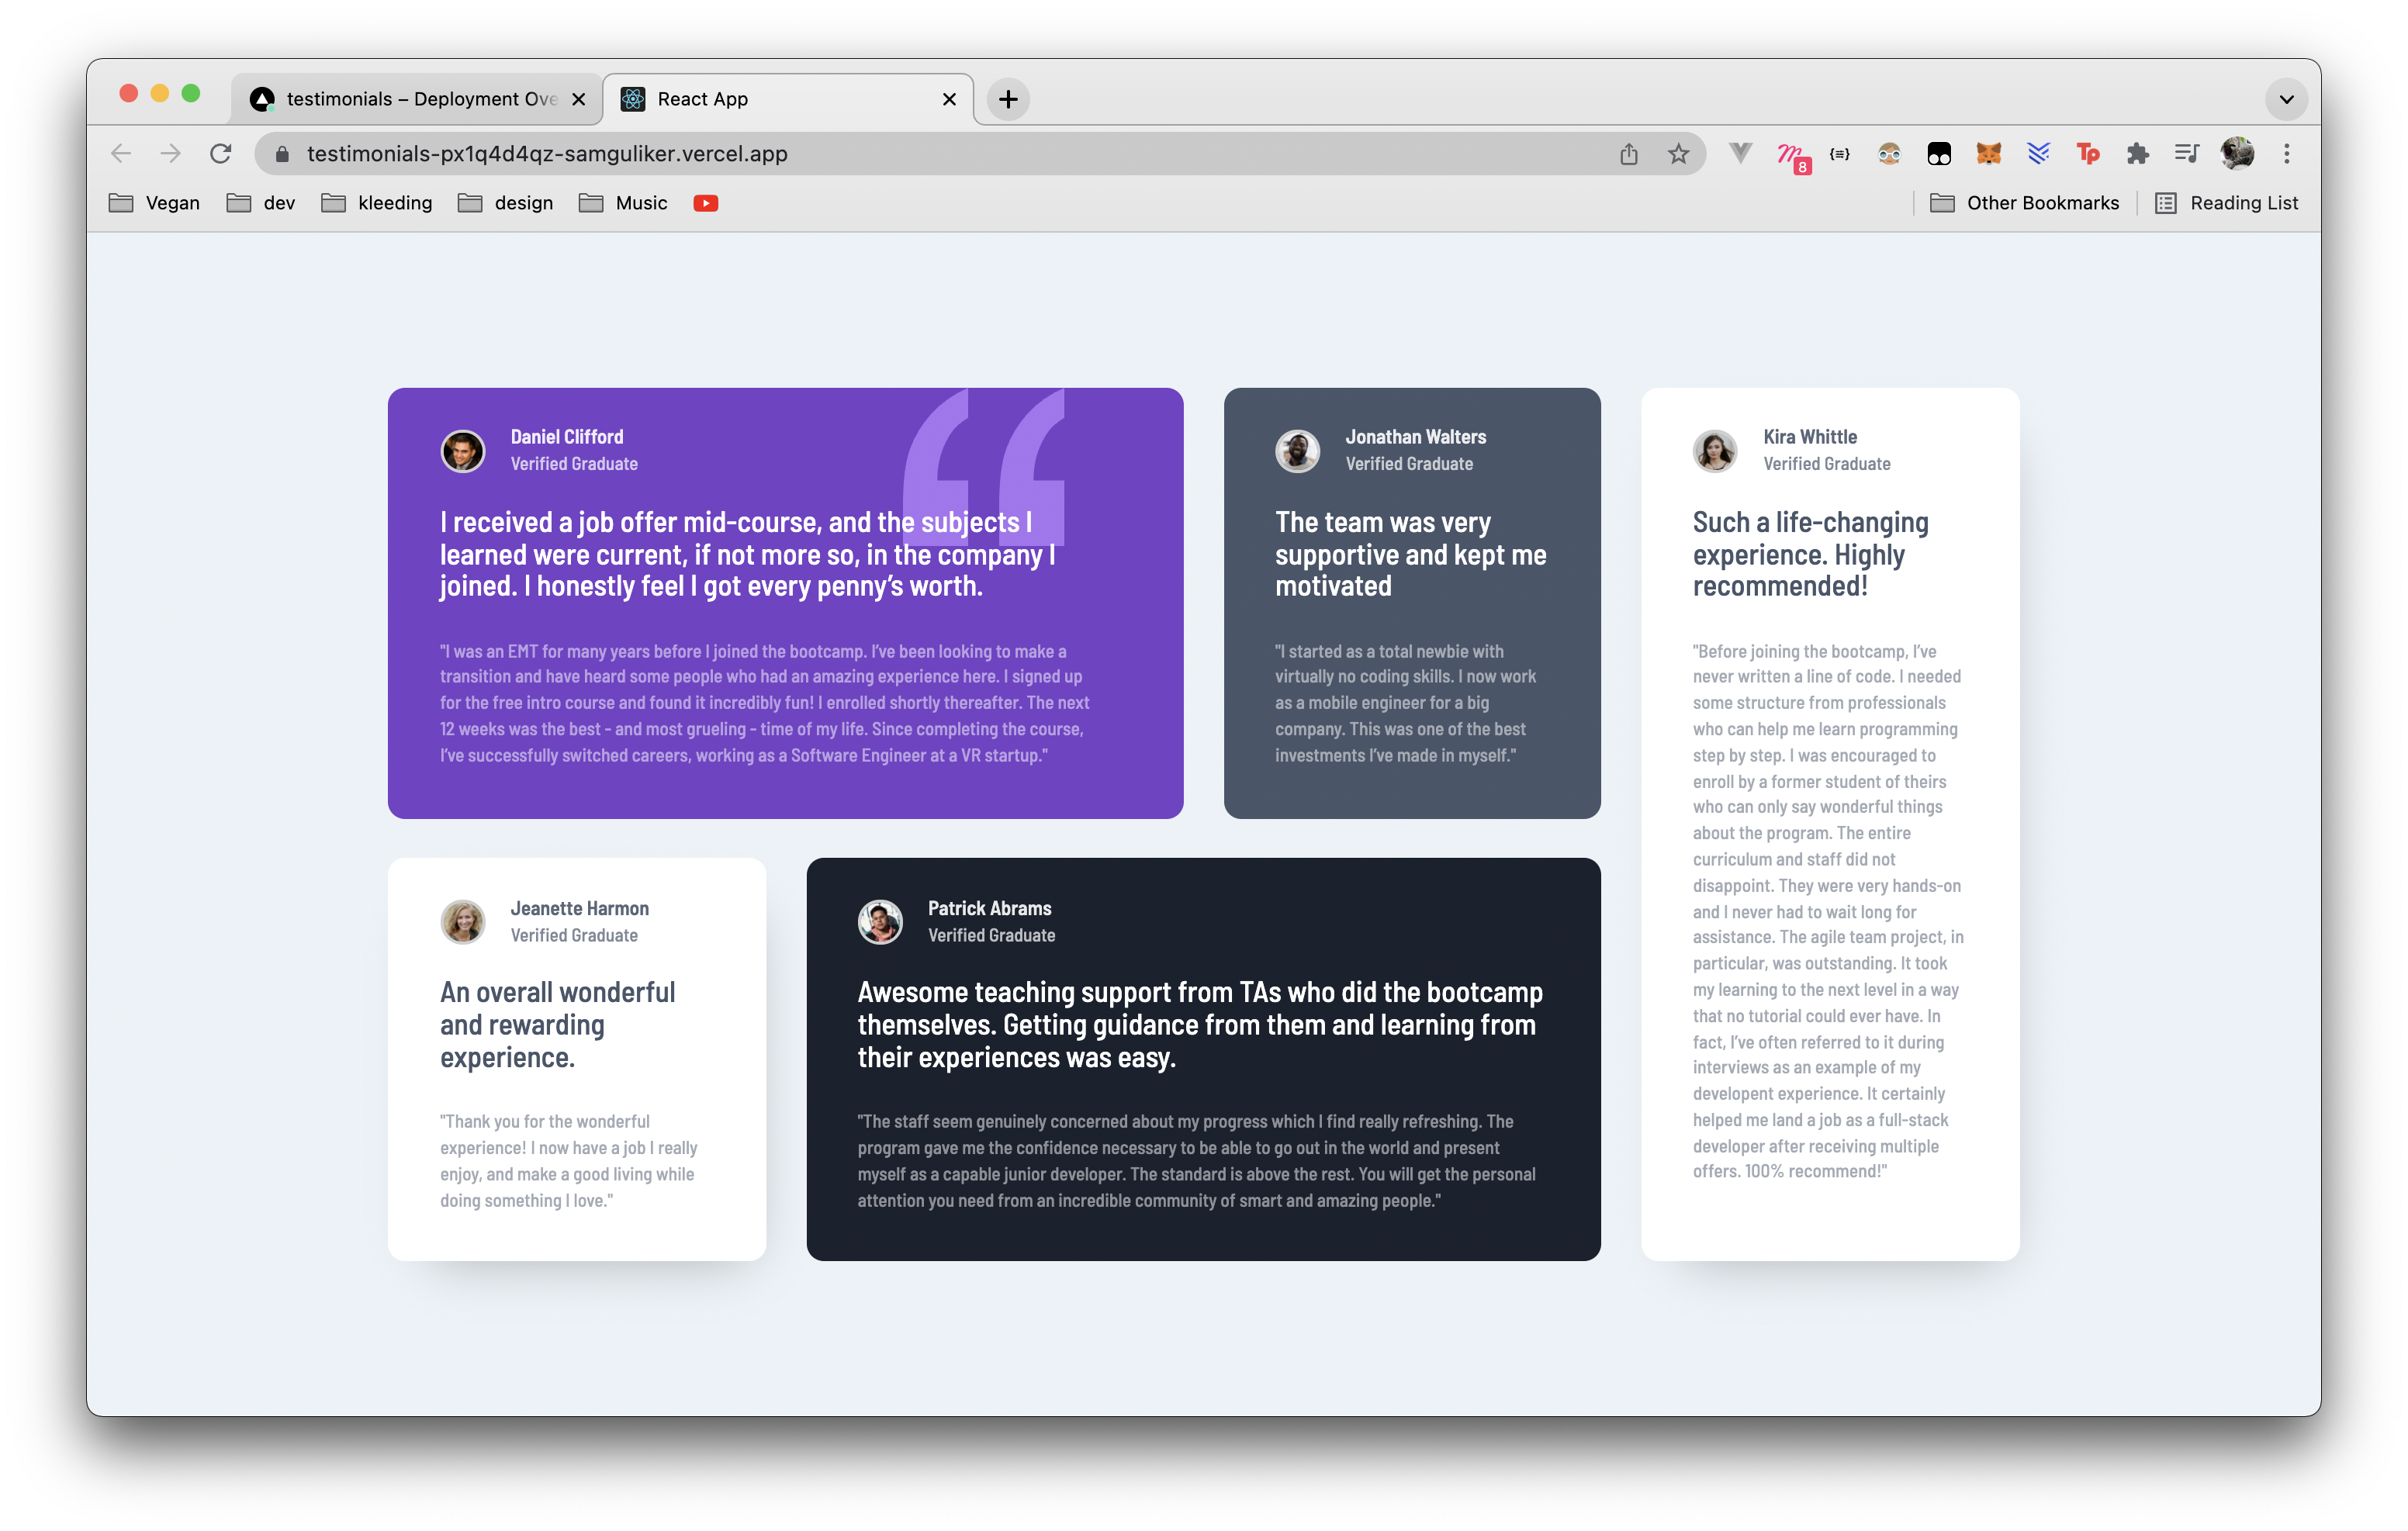 testimonials – Deployment Ove
React App
testimonials-px1q4d4qz-samguliker.vercel.app
8
Tp
Vegan
dev
kleeding
design
Music
Other Bookmarks
Reading List
Daniel Clifford
Verified Graduate
I received a job offer mid-course, and the subjects I
learned were current, if not more so, in the company I
joined. I honestly feel I got every penny’s worth.
"I was an EMT for many years before I joined the bootcamp. I’ve been looking to make a
transition and have heard some people who had an amazing experience here. I signed up
for the free intro course and found it incredibly fun! I enrolled shortly thereafter. The next
12 weeks was the best - and most grueling - time of my life. Since completing the course,
I’ve successfully switched careers, working as a Software Engineer at a VR startup."
Jonathan Walters
Verified Graduate
The team was very
supportive and kept me
motivated
"I started as a total newbie with
virtually no coding skills. I now work
as a mobile engineer for a big
company. This was one of the best
investments I’ve made in myself."
Kira Whittle
Verified Graduate
Such a life-changing
experience. Highly
recommended!
"Before joining the bootcamp, I’ve
never written a line of code. I needed
some structure from professionals
who can help me learn programming
step by step. I was encouraged to
enroll by a former student of theirs
who can only say wonderful things
about the program. The entire
curriculum and staff did not
disappoint. They were very hands-on
and I never had to wait long for
assistance. The agile team project, in
particular, was outstanding. It took
my learning to the next level in a way
that no tutorial could ever have. In
fact, I’ve often referred to it during
interviews as an example of my
developent experience. It certainly
helped me land a job as a full-stack
developer after receiving multiple
offers. 100% recommend!"
Jeanette Harmon
Verified Graduate
An overall wonderful
and rewarding
experience.
"Thank you for the wonderful
experience! I now have a job I really
enjoy, and make a good living while
doing something I love."
Patrick Abrams
Verified Graduate
Awesome teaching support from TAs who did the bootcamp
themselves. Getting guidance from them and learning from
their experiences was easy.
"The staff seem genuinely concerned about my progress which I find really refreshing. The
program gave me the confidence necessary to be able to go out in the world and present
myself as a capable junior developer. The standard is above the rest. You will get the personal
attention you need from an incredible community of smart and amazing people."